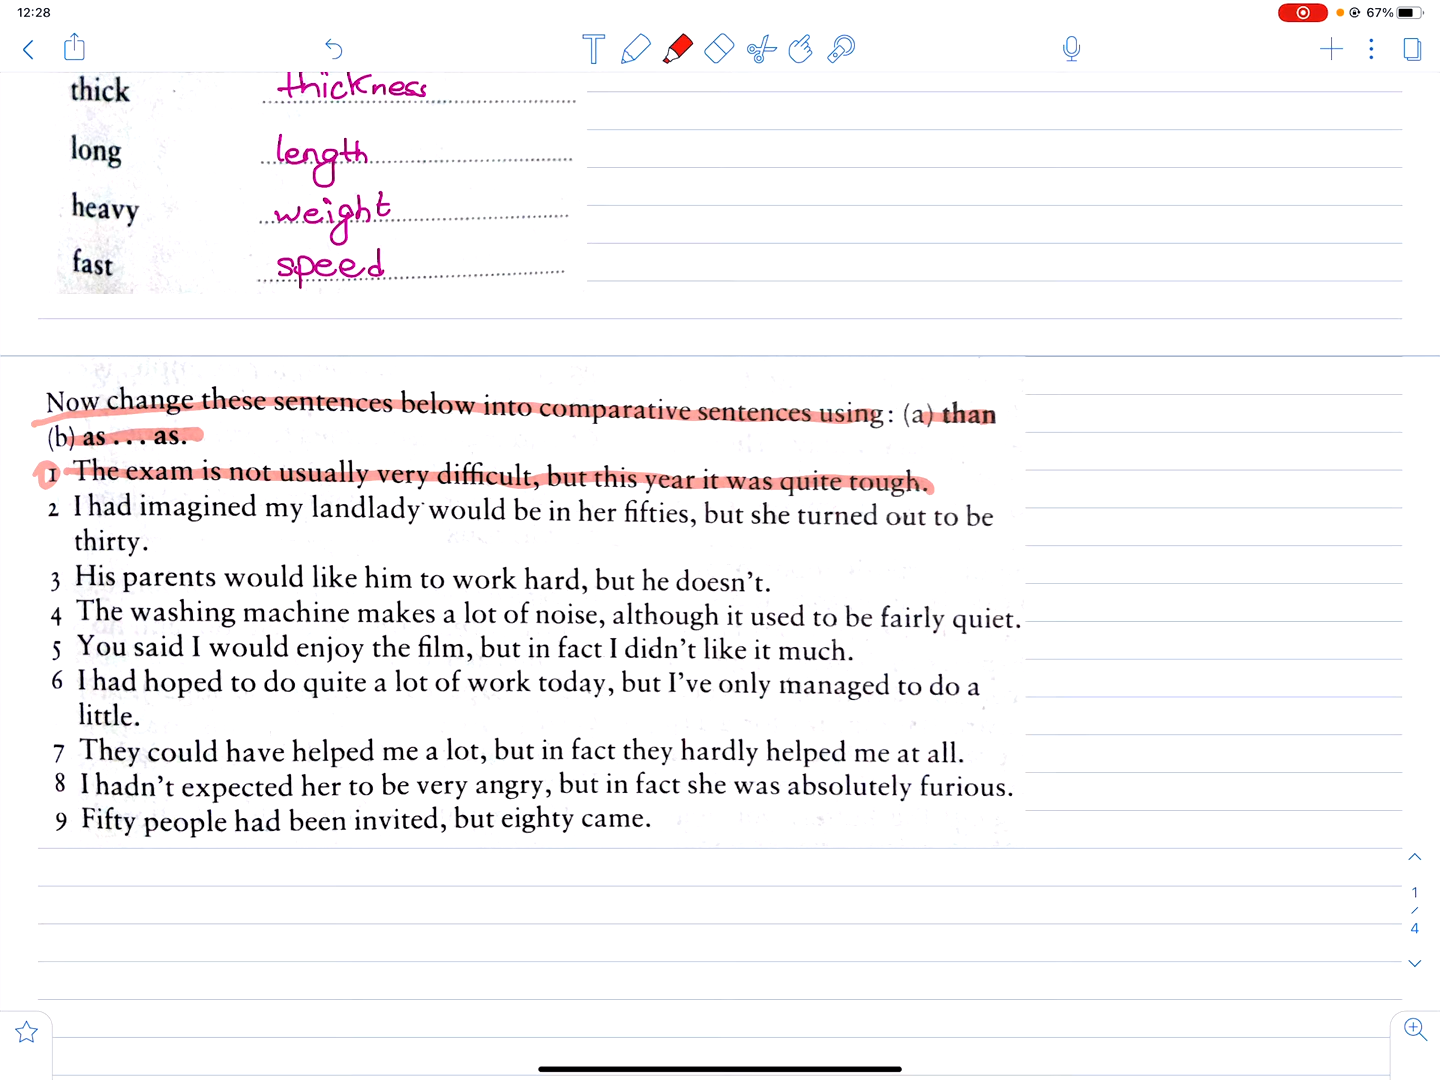 12:28
67%
thick thickness
long length
heavy weight
fast speed
Now change these sentences below into comparative sentences using: (a) than
(b) as ... as.
1 The exam is not usually very difficult, but this year it was quite tough.
2 I had imagined my landlady would be in her fifties, but she turned out to be
thirty.
3 His parents would like him to work hard, but he doesn't.
4 The washing machine makes a lot of noise, although it used to be fairly quiet.
5 You said I would enjoy the film, but in fact I didn't like it much.
6 I had hoped to do quite a lot of work today, but I've only managed to do a
little.
7 They could have helped me a lot, but in fact they hardly helped me at all.
8 I hadn't expected her to be very angry, but in fact she was absolutely furious.
9 Fifty people had been invited, but eighty came.
1
/
4